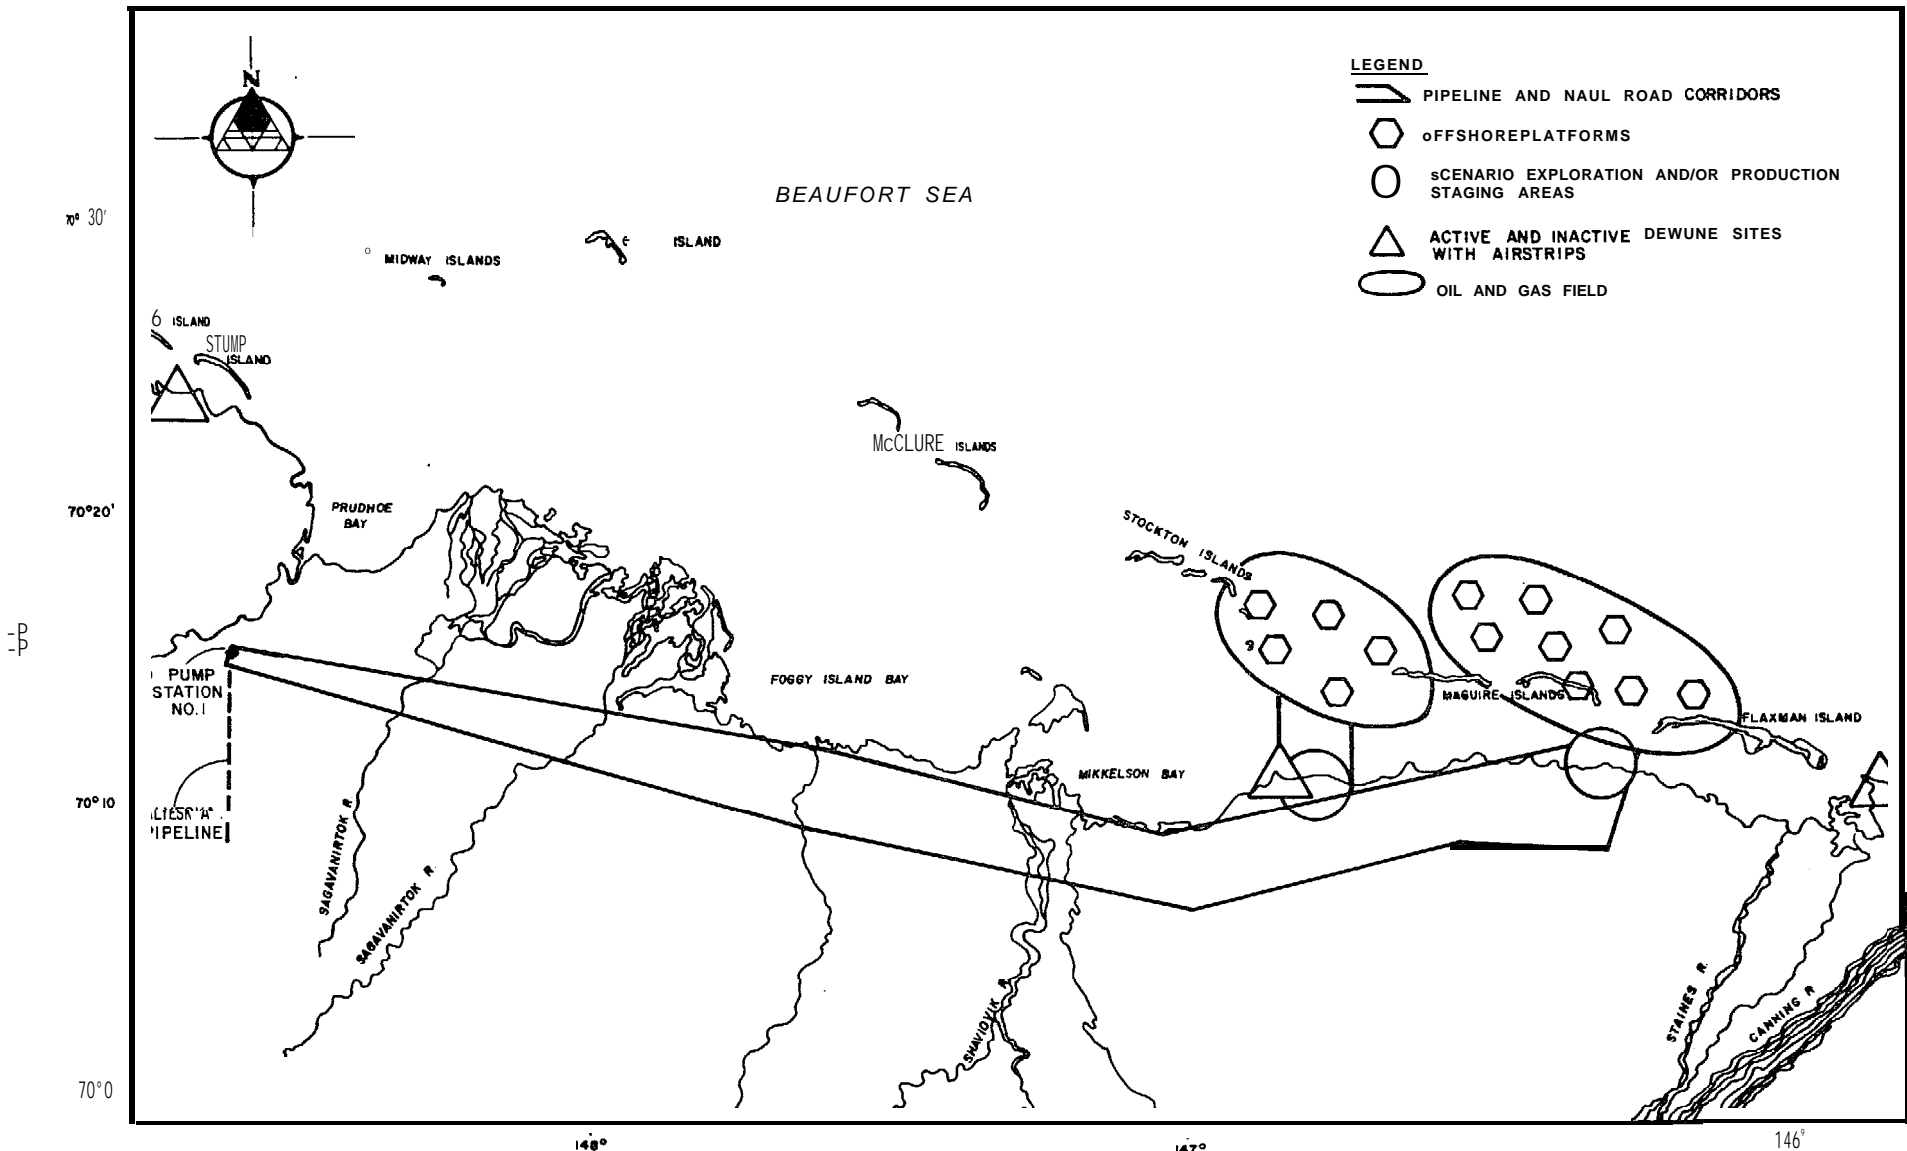 N
LEGEND
PIPELINE AND NAUL ROAD CORRIDORS
oFFSHOREPLATFORMS
sCENARIO EXPLORATION AND/OR PRODUCTION
STAGING AREAS
ACTIVE AND INACTIVE DEWUNE SITES
WITH AIRSTRIPS
OIL AND GAS FIELD
BEAUFORT SEA
70° 30'
ISLAND
MIDWAY ISLANDS
6 ISLAND
STUMP
ISLAND
McCLURE ISLANDS
PRUDHOE
BAY
70°20'
STOCKTON ISLANDS
-P
-P
PUMP
STATION
NO.1
FOGGY ISLAND BAY
MAGUIRE ISLANDS
FLAXMAN ISLAND
MIKKELSON BAY
70°10
PIPELINE
SAGAVANIRTOK R.
SAGAVANIRTOK R.
SHAVIOVIK R.
STAINES R.
CANNING R
70°0
148°
147°
146°